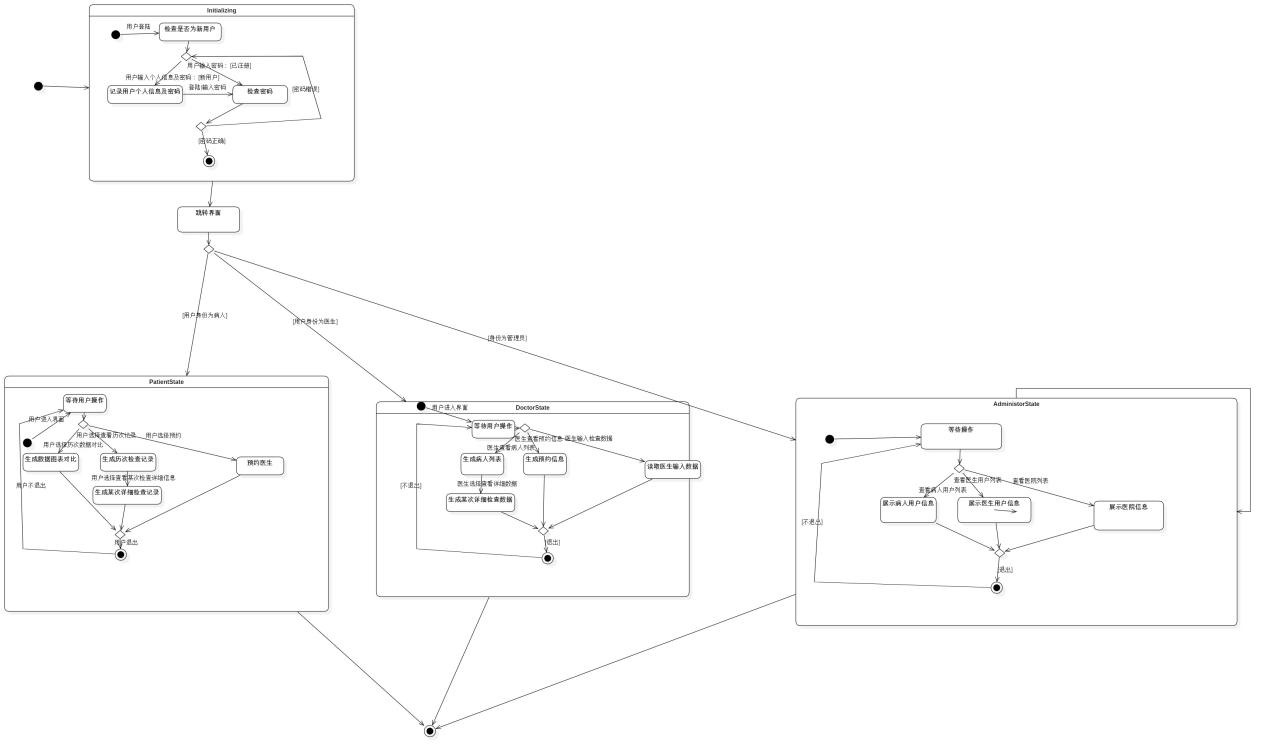 Initializing
用户登陆
检查是否为新用户
用户输入密码：[已注册]
用户输入个人信息及密码：[新用户]
登陆\输入密码
[密码错误]
记录用户个人信息及密码
检查密码
[密码正确]
跳转界面
[用户身份为病人]
[用户身份为医生]
[身份为管理员]
PatientState
等待用户操作
用户进入界面
用户选择查看历次记录
用户选择预约
用户选择历次数据对比
生成数据图表对比
生成历次检查记录
预约医生
用户选择查看某次检查详细信息
用户不退出
生成某次详细检查记录
用户退出
DoctorState
用户进入界面
等待用户操作
医生查看预约信息
医生输入检查数据
医生查看病人列表
生成病人列表
生成预约信息
读取医生输入数据
医生选择查看详细数据
[不退出]
生成某次详细检查数据
[退出]
AdministorState
等待操作
查看医生用户列表
查看医院列表
查看病人用户列表
展示病人用户信息
展示医生用户信息
展示医院信息
[不退出]
[退出]